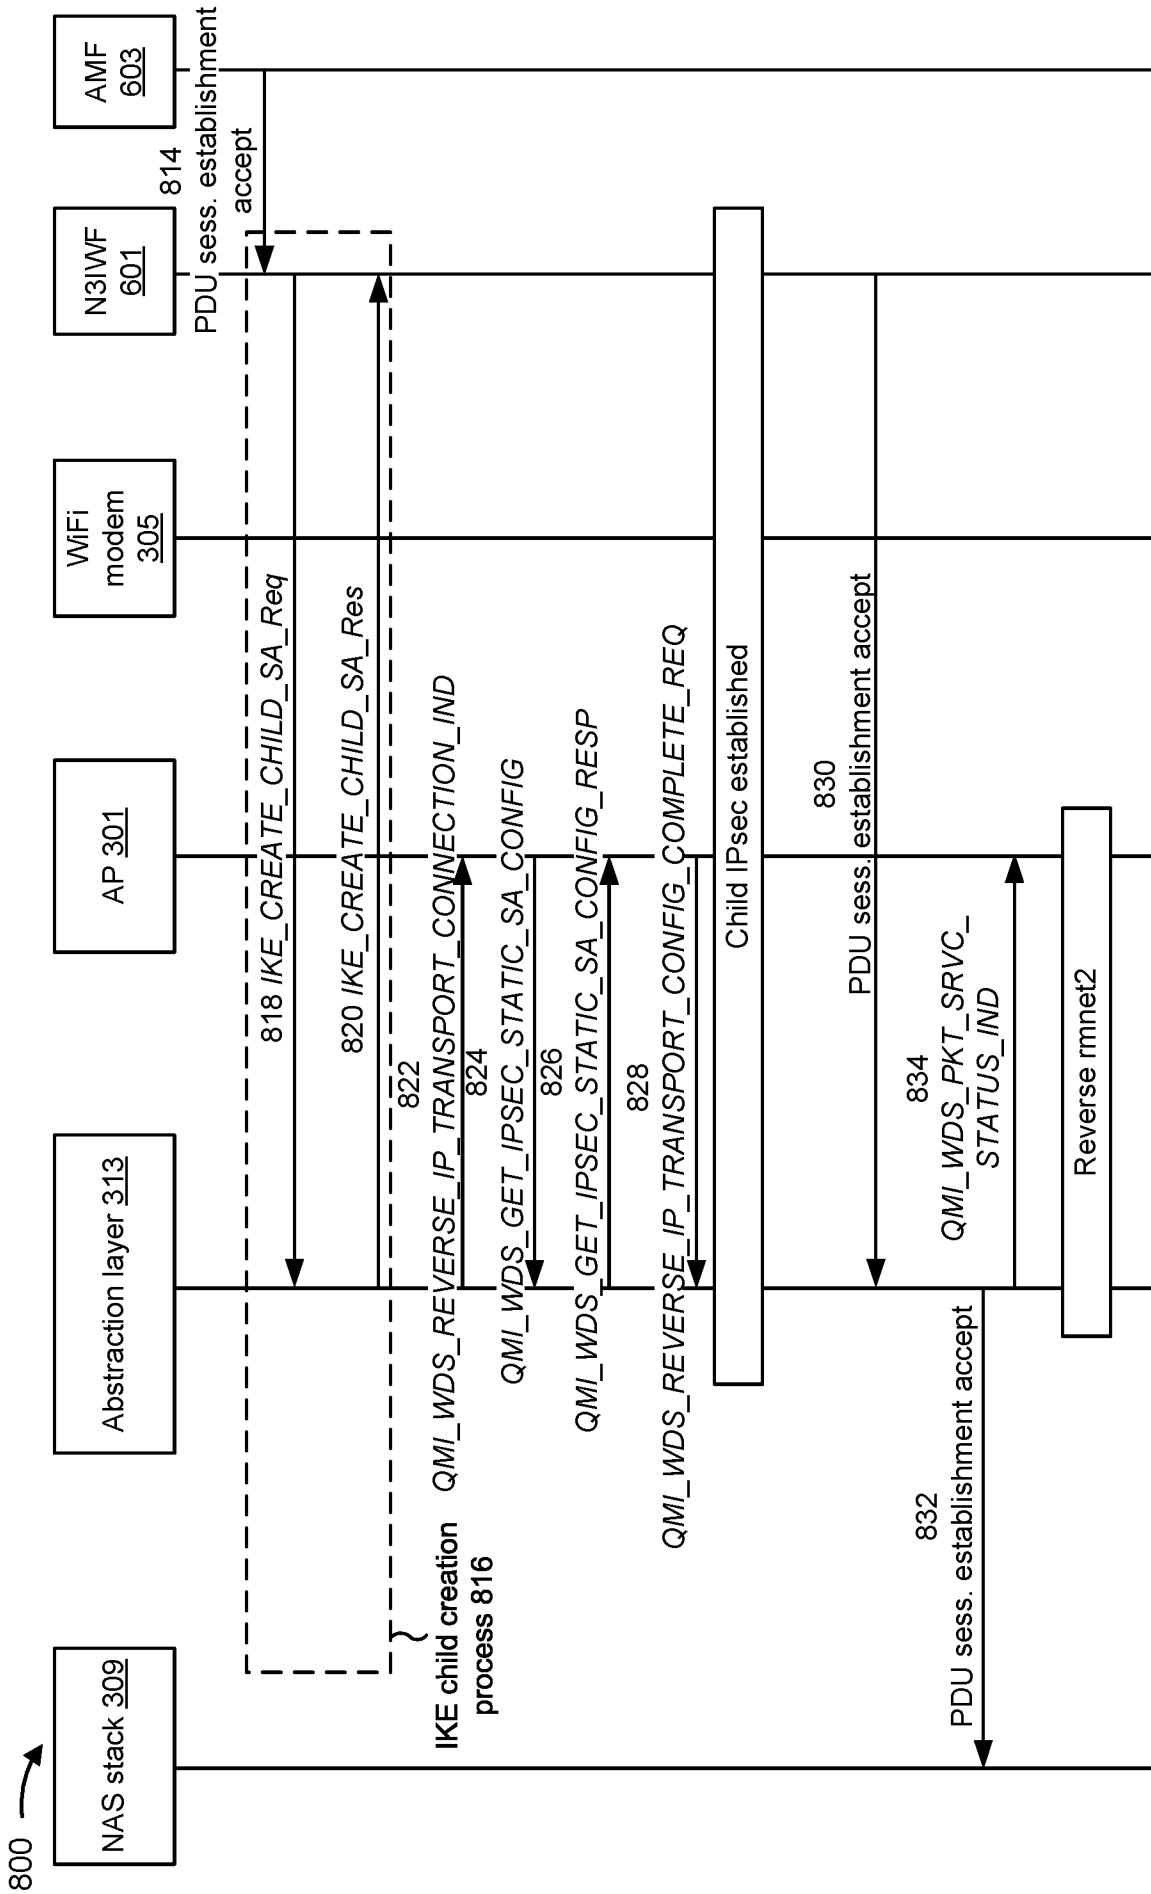 800
NAS stack 309
Abstraction layer 313
AP 301
WiFi
modem
305
N3IWF
601
AMF
603
814
PDU sess. establishment
accept
818 IKE_CREATE_CHILD_SA_Req
820 IKE_CREATE_CHILD_SA_Res
IKE child creation
process 816
822
QMI_WDS_REVERSE_IP_TRANSPORT_CONNECTION_IND
824
QMI_WDS_GET_IPSEC_STATIC_SA_CONFIG
826
QMI_WDS_GET_IPSEC_STATIC_SA_CONFIG_RESP
828
QMI_WDS_REVERSE_IP_TRANSPORT_CONFIG_COMPLETE_REQ
Child IPsec established
830
PDU sess. establishment accept
832
PDU sess. establishment accept
834
QMI_WDS_PKT_SRVC_
STATUS_IND
Reverse rmnet2